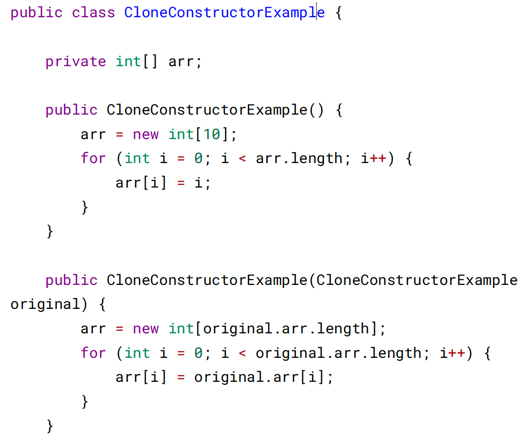 public class CloneConstructorExample {
private int[] arr;
public CloneConstructorExample() {
arr = new int[10];
for (int i = 0; i < arr.length; i++) {
arr[i] = i;
}
}
public CloneConstructorExample(CloneConstructorExample
original) {
arr = new int[original.arr.length];
for (int i = 0; i < original.arr.length; i++) {
arr[i] = original.arr[i];
}
}